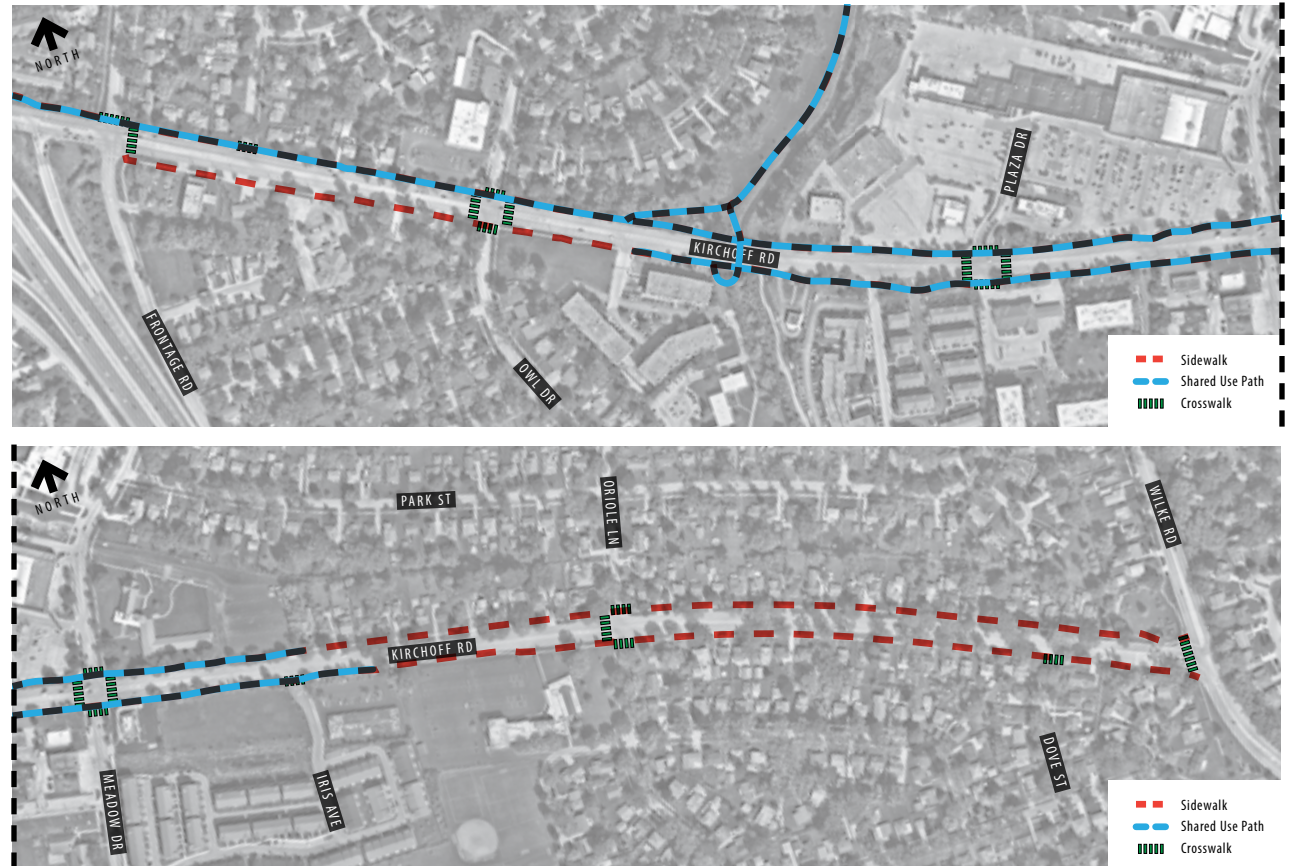 NORTH
PLAZA DR
KIRCHOFF RD
FRONTAGE RD
OWL DR
Sidewalk
Shared Use Path
Crosswalk
NORTH
PARK ST
ORIOLE LN
WILKE RD
KIRCHOFF RD
MEADOW DR
IRIS AVE
DOVE ST
Sidewalk
Shared Use Path
Crosswalk